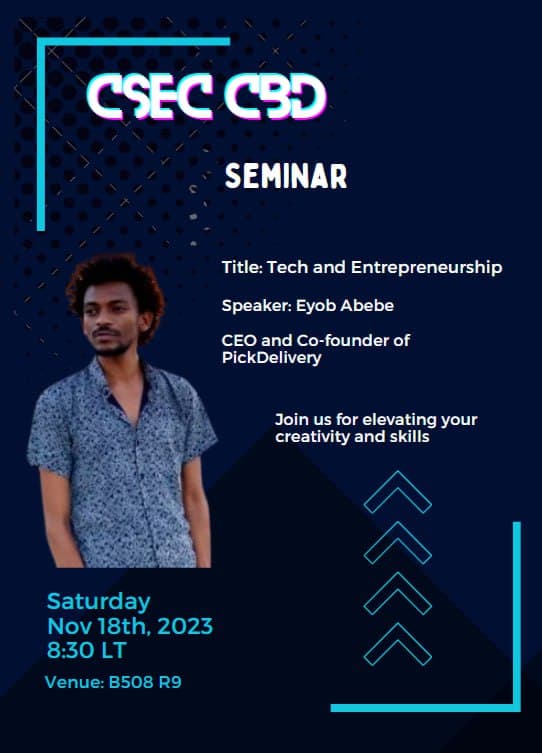 CSEC CBD
SEMINAR
Title: Tech and Entrepreneurship
Speaker: Eyob Abebe
CEO and Co-founder of
PickDelivery
Join us for elevating your
creativity and skills
Saturday
Nov 18th, 2023
8:30 LT
Venue: B508 R9